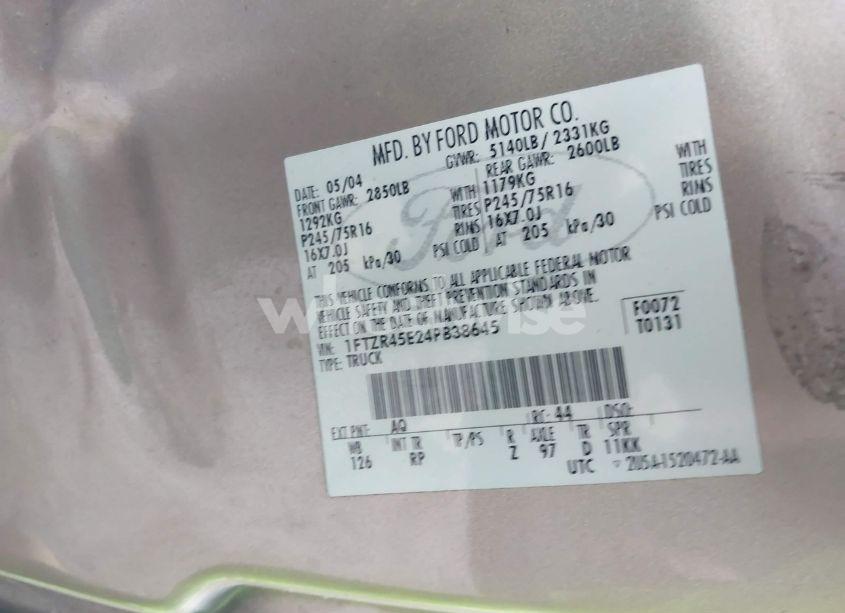 MFD. BY FORD MOTOR CO.
DATE: 05/04 GVWR: 5140LB/ 2331KG
FRONT GAWR: 2850LB REAR GAWR: 2600LB
1292KG WITH 1179KG WITH
P245/75R16 TIRES P245/75R16 TIRES
16X7.0J RIMS 16X7.0J RIMS
AT 205 kPa/30 PSI COLD AT 205 kPa/30 PSI COLD
THIS VEHICLE CONFORMS TO ALL APPLICABLE FEDERAL MOTOR
VEHICLE SAFETY AND THEFT PREVENTION STANDARDS IN
EFFECT ON THE DATE OF MANUFACTURE SHOWN ABOVE.
VIN: 1FTZR45E24PB38645 F0072
TYPE: TRUCK T0131
EXT PNT: AQ RC: 44 DSO:
WB INT TR TP/PS R AXLE TR SPR
126 RP Z 97 D 11KK
UTC ▽ 2U5A-1520472-AA
Ford